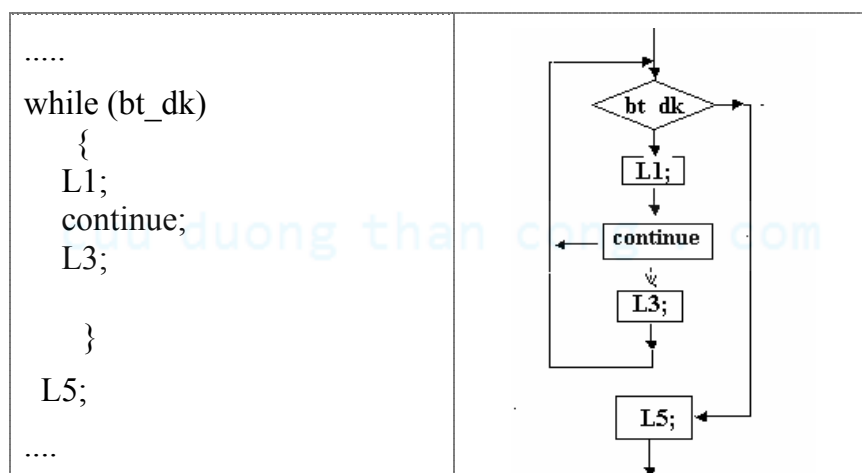 .....
while (bt_dk)
{
L1;
continue;
L3;
}
L5;
....
bt dk
L1;
continue
L3;
L5;
cuu duong than cong . com